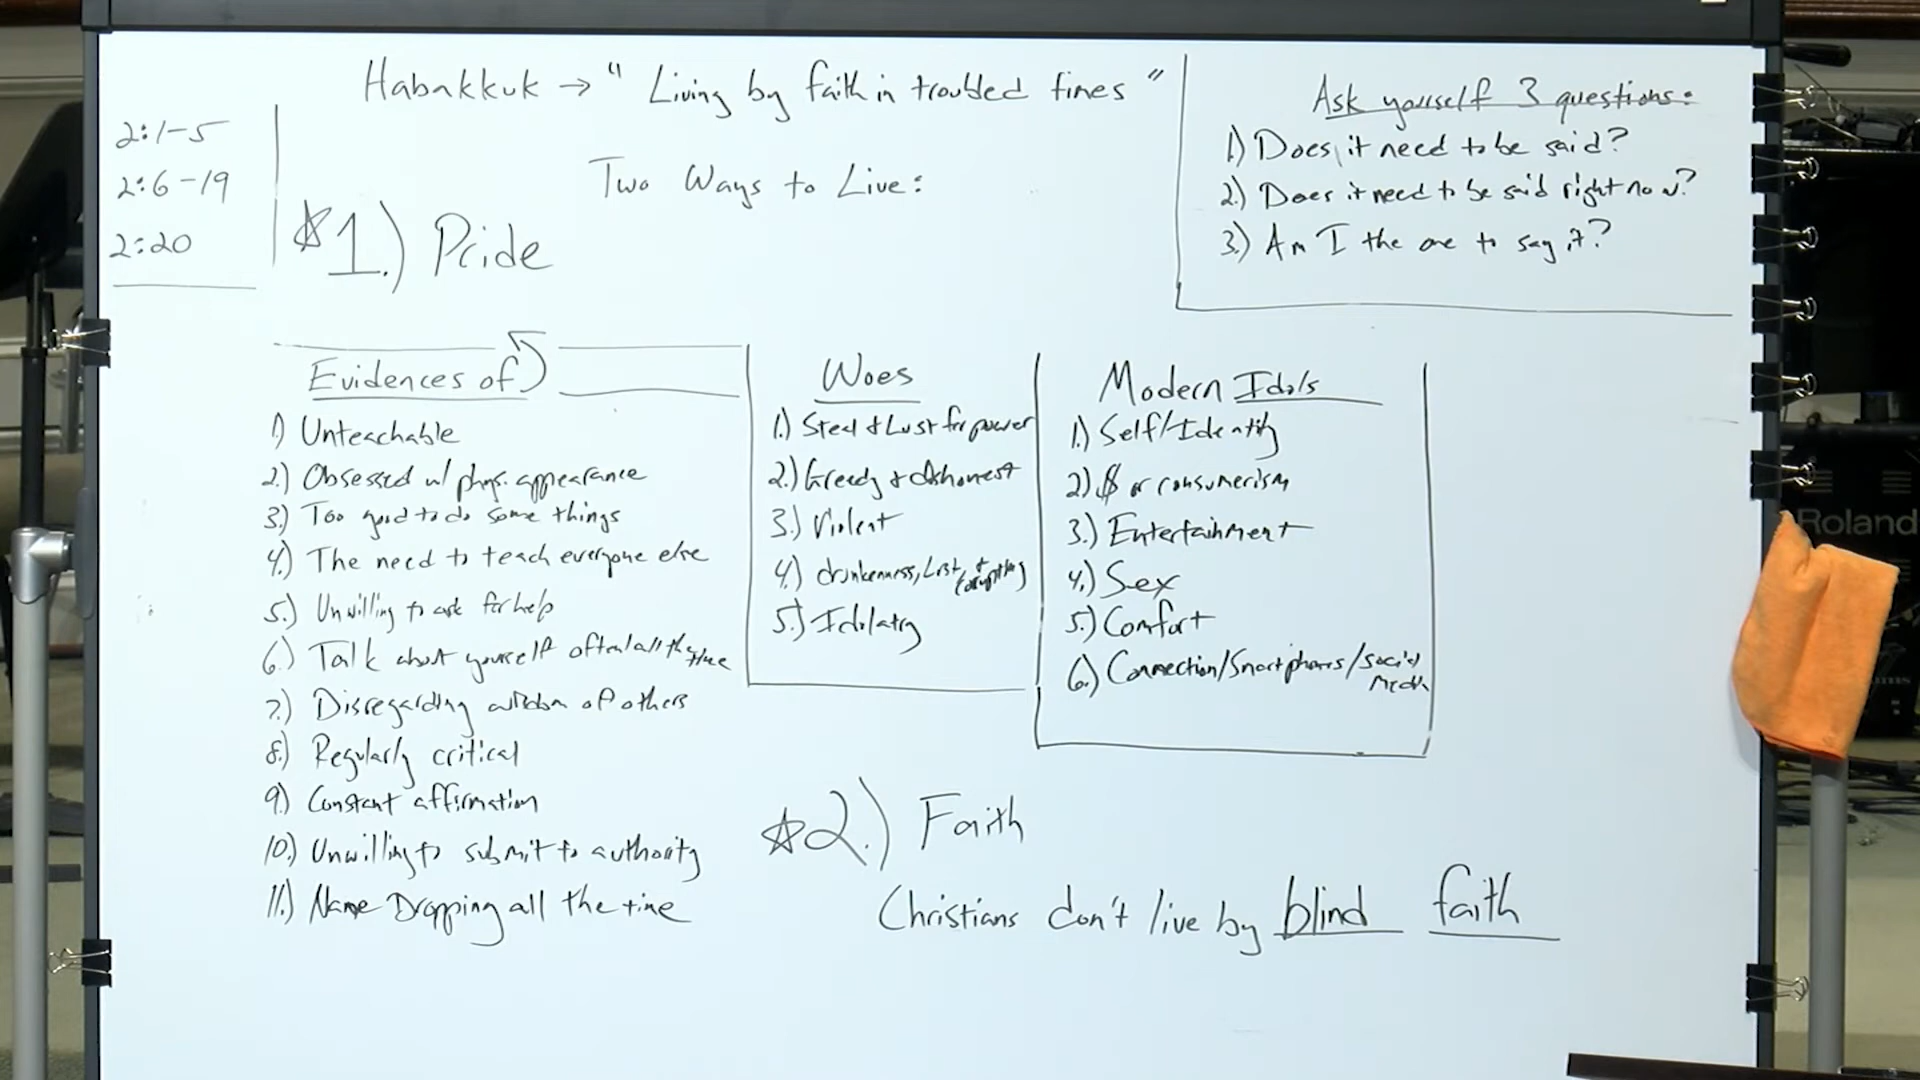 Habakkuk → " Living by faith in troubled times "
2:1-5
2:6-19
2:20
Two Ways to Live:
Ask yourself 3 questions:
1.) Does it need to be said?
2.) Does it need to be said right now?
3.) Am I the one to say it?
☆1.) Pride
Evidences of
1) Unteachable
2.) Obsessed w/ phys. appearance
3.) Too good to do some things
4.) The need to teach everyone else
5.) Unwilling to ask for help
6.) Talk about yourself often/all the time
7.) Disregarding wisdom of others
8.) Regularly critical
9.) Constant affirmation
10.) Unwilling to submit to authority
11.) Name Dropping all the time
Woes
1.) Steal & Lust for power
2.) Greedy & dishonest
3.) Violent
4.) drunkenness, Lust, +
corrupting
5.) Idolatry
Modern Idols
1.) Self/Identity
2.) $ or consumerism
3.) Entertainment
4.) Sex
5.) Comfort
6.) Connection/Smartphones/Social
Media
☆2.) Faith
Christians don't live by blind faith
Roland